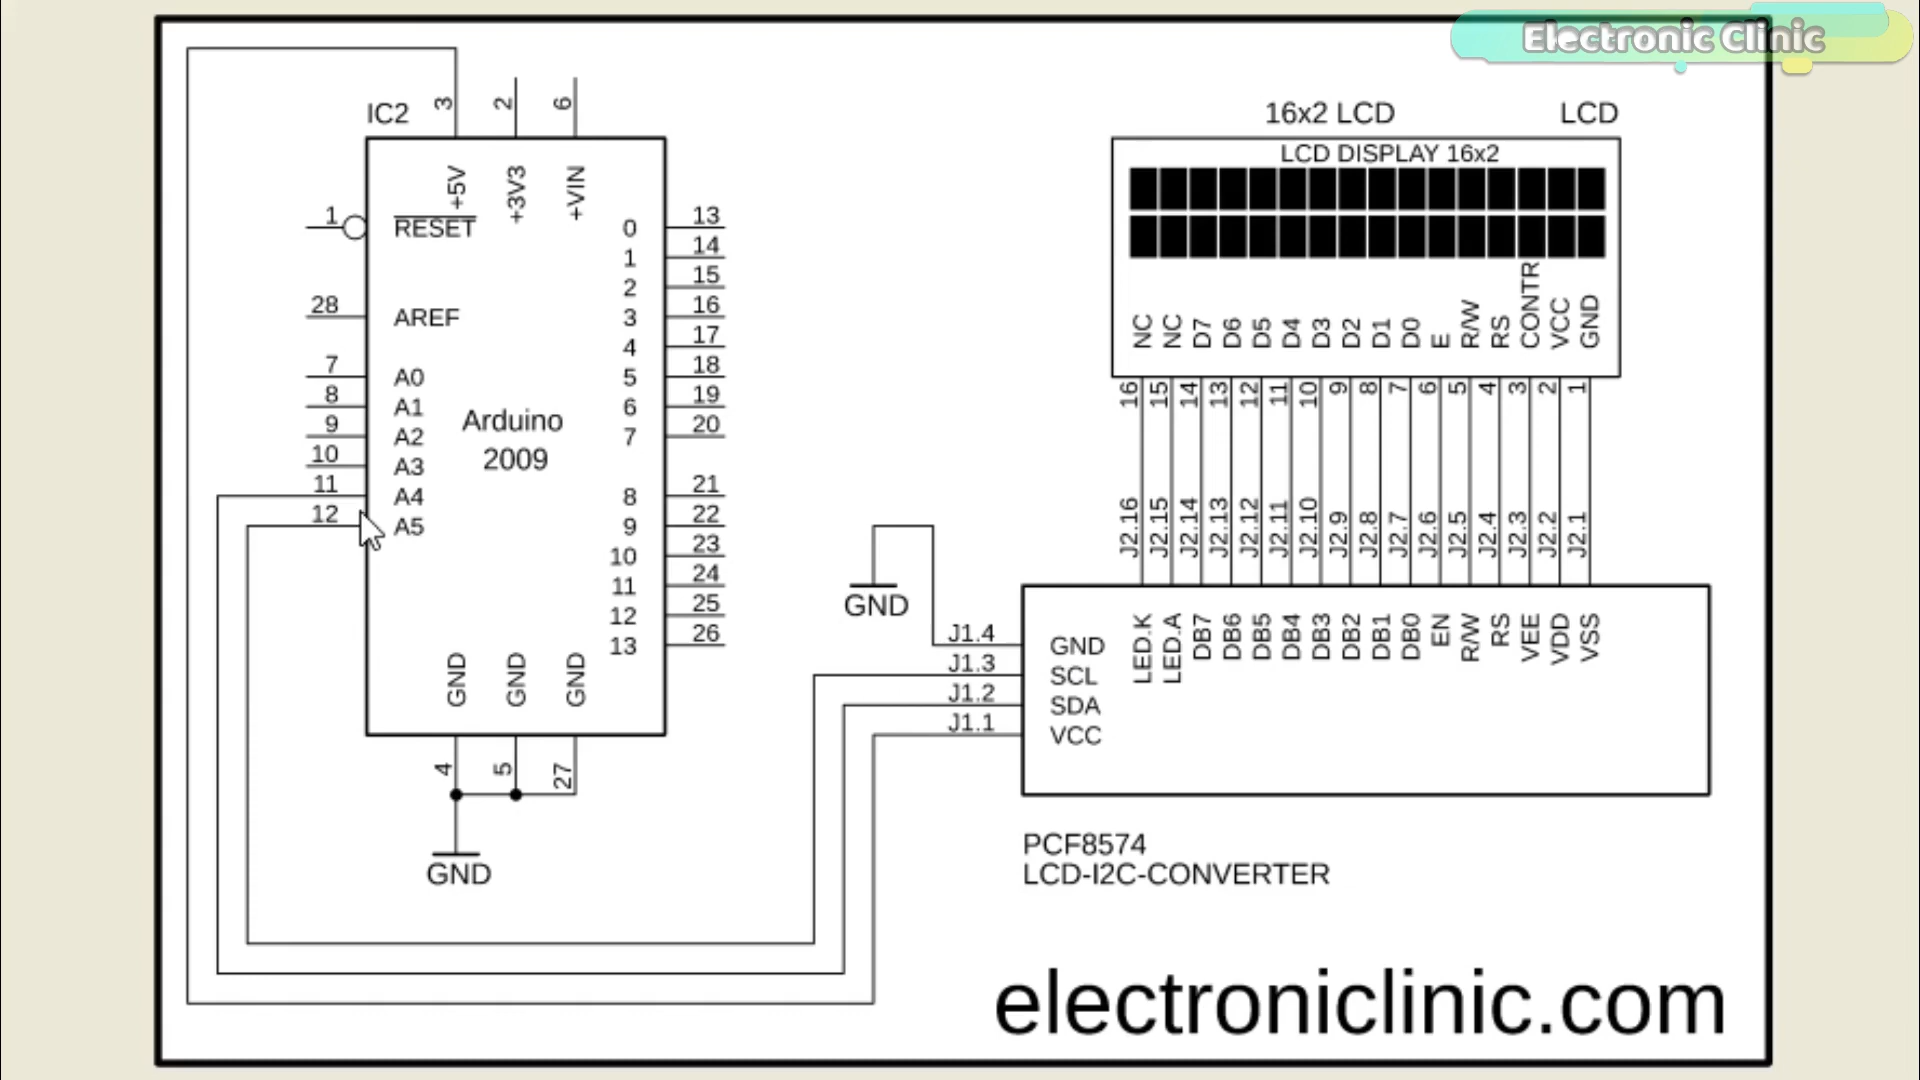 Electronic Clinic
IC2
3
2
6
+5V
+3V3
+VIN
1
RESET
28
AREF
7
A0
8
A1
9
A2
10
A3
11
A4
12
A5
Arduino
2009
0
13
1
14
2
15
3
16
4
17
5
18
6
19
7
20
8
21
9
22
10
23
11
24
12
25
13
26
GND
GND
GND
4
5
27
GND
16x2 LCD
LCD
LCD DISPLAY 16x2
NC
NC
D7
D6
D5
D4
D3
D2
D1
D0
E
R/W
RS
CONTR
VCC
GND
16
15
14
13
12
11
10
9
8
7
6
5
4
3
2
1
J2.16
J2.15
J2.14
J2.13
J2.12
J2.11
J2.10
J2.9
J2.8
J2.7
J2.6
J2.5
J2.4
J2.3
J2.2
J2.1
LED.K
LED.A
DB7
DB6
DB5
DB4
DB3
DB2
DB1
DB0
EN
R/W
RS
VEE
VDD
VSS
GND
J1.4
GND
J1.3
SCL
J1.2
SDA
J1.1
VCC
PCF8574
LCD-I2C-CONVERTER
electroniclinic.com